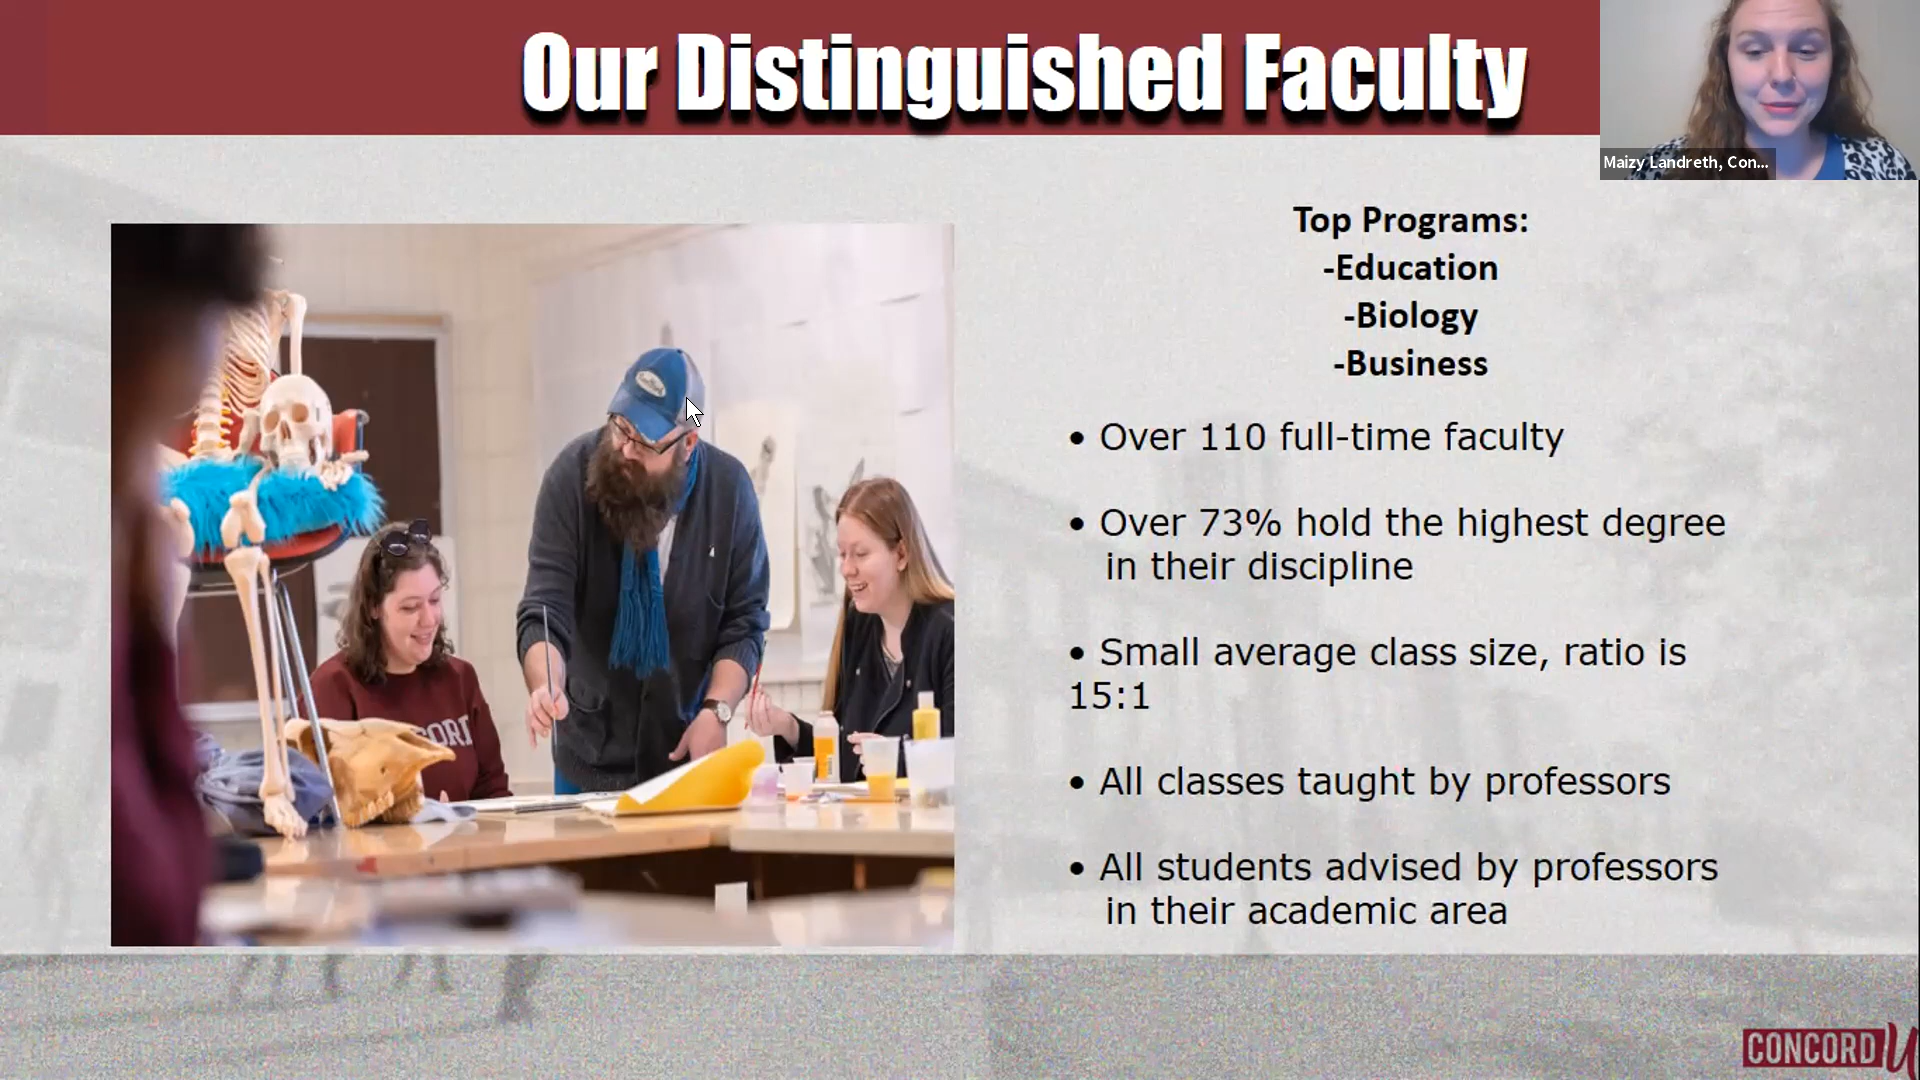 Our Distinguished Faculty
Maizy Landreth, Con...
Top Programs:
-Education
-Biology
-Business
• Over 110 full-time faculty
• Over 73% hold the highest degree
in their discipline
• Small average class size, ratio is
15:1
• All classes taught by professors
• All students advised by professors
in their academic area
CONCORD U